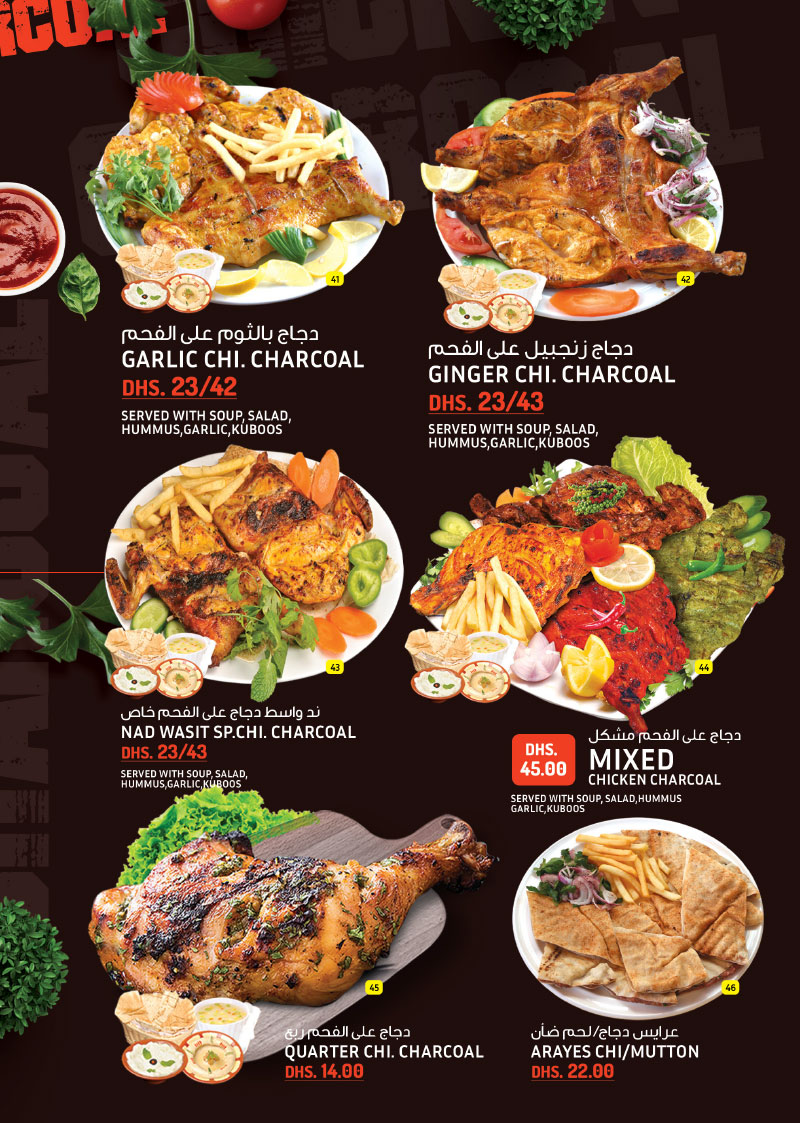 41
دجاج بالثوم على الفحم
GARLIC CHI. CHARCOAL
DHS. 23/42
SERVED WITH SOUP, SALAD,
HUMMUS,GARLIC,KUBOOS
42
دجاج زنجبيل على الفحم
GINGER CHI. CHARCOAL
DHS. 23/43
SERVED WITH SOUP, SALAD,
HUMMUS,GARLIC,KUBOOS
43
ند واسط دجاج على الفحم خاص
NAD WASIT SP.CHI. CHARCOAL
DHS. 23/43
SERVED WITH SOUP, SALAD,
HUMMUS,GARLIC,KUBOOS
44
دجاج على الفحم مشكل
DHS.
45.00
MIXED
CHICKEN CHARCOAL
SERVED WITH SOUP, SALAD,HUMMUS
GARLIC,KUBOOS
45
دجاج على الفحم ربع
QUARTER CHI. CHARCOAL
DHS. 14.00
46
عرايس دجاج/لحم ضأن
ARAYES CHI/MUTTON
DHS. 22.00